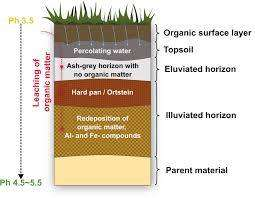 Ph 3.5
Organic surface layer
Topsoil
Percolating water
Eluviated horizon
Ash-grey horizon with
no organic matter
Leaching of
organic matter
Hard pan / Ortstein
Illuviated horizon
Redeposition of
organic matter,
Al- and Fe- compounds
Parent material
Ph 4.5~5.5